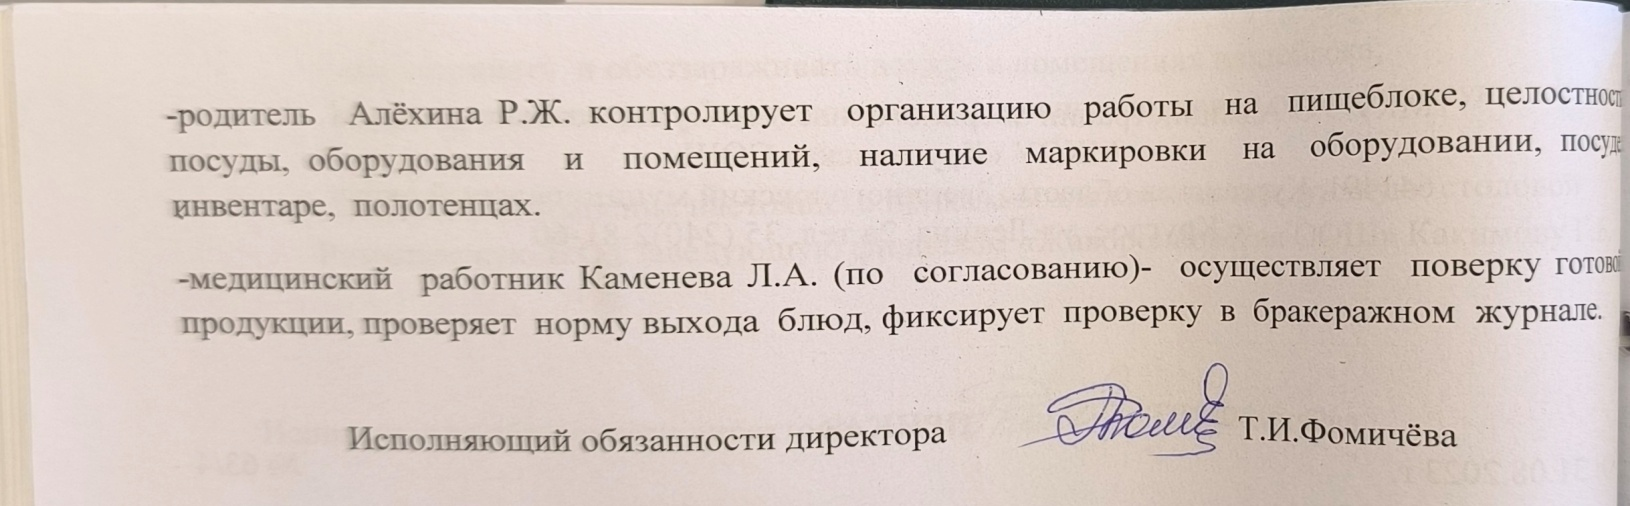 -родитель Алёхина Р.Ж. контролирует организацию работы на пищеблоке, целостност
посуды, оборудования и помещений, наличие маркировки на оборудовании, посуде
инвентаре, полотенцах.
-медицинский работник Каменева Л.А. (по согласованию)- осуществляет поверку готовой
продукции, проверяет норму выхода блюд, фиксирует проверку в бракеражном журнале.
Исполняющий обязанности директора Т.И.Фомичёва